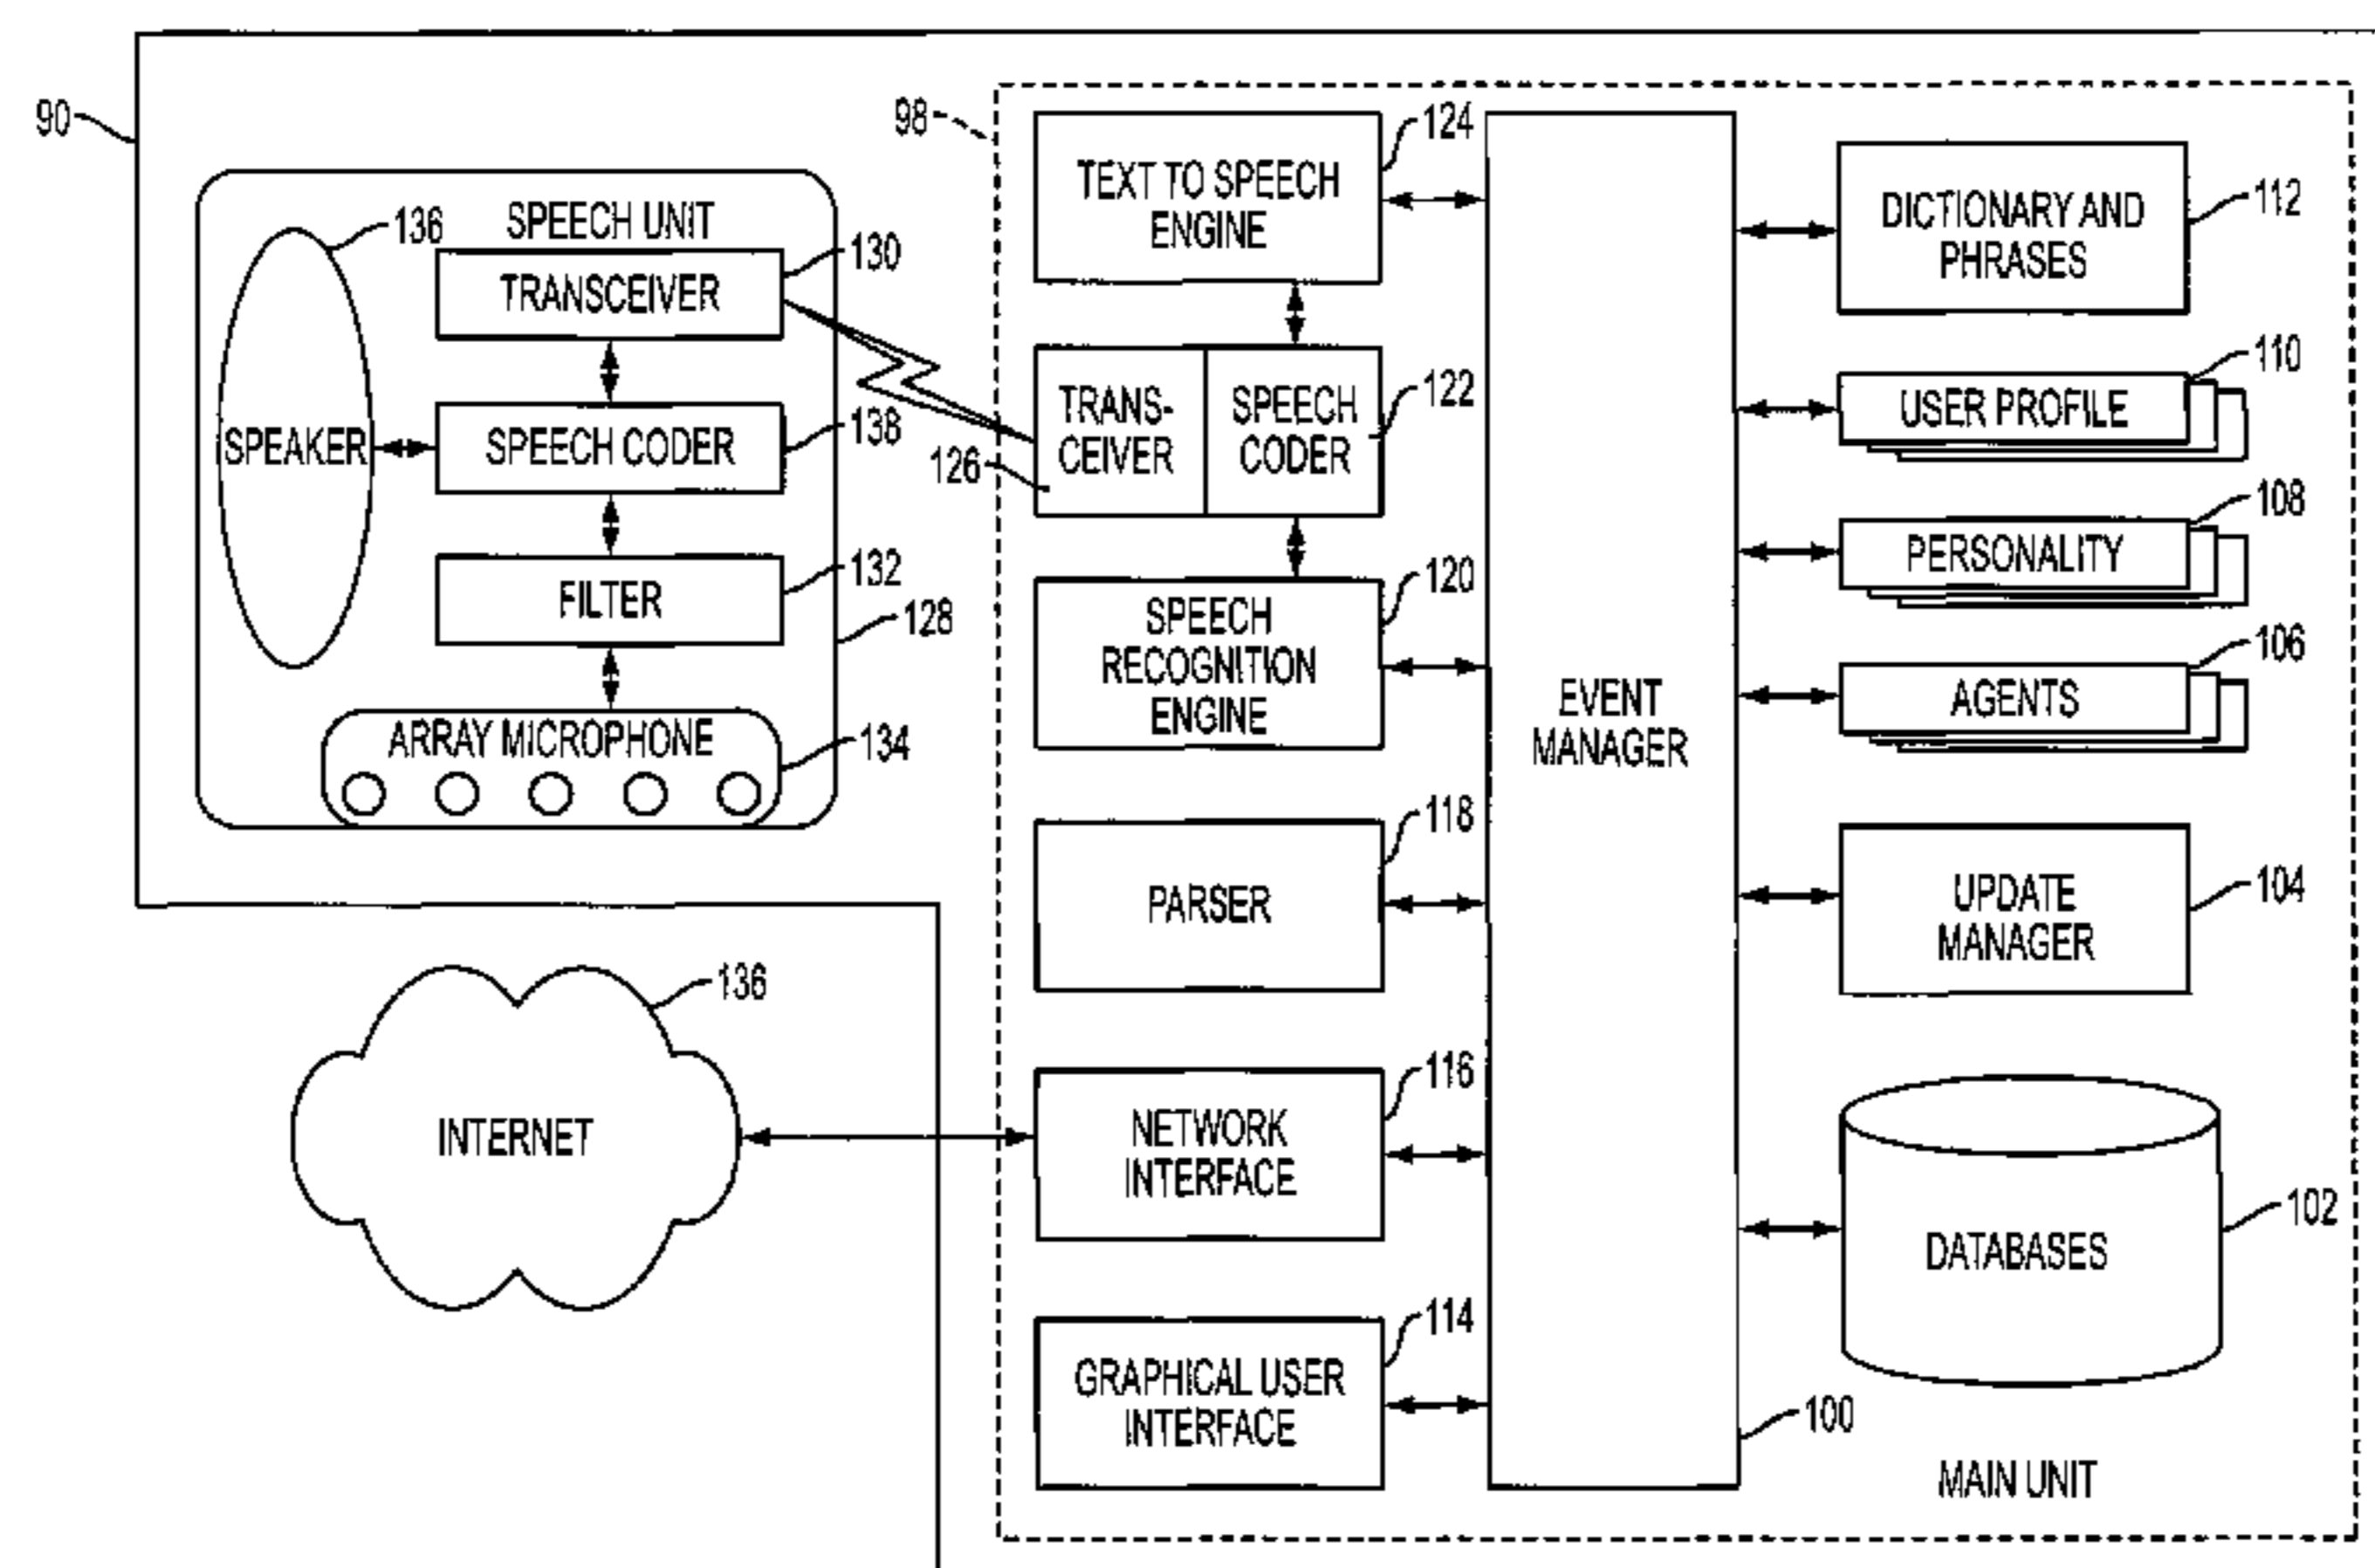 90
SPEECH UNIT
136
TRANSCEIVER
130
SPEAKER
SPEECH CODER
138
FILTER
132
128
ARRAY MICROPHONE
134
INTERNET
136
98
TEXT TO SPEECH
ENGINE
124
TRANS-
CEIVER
126
SPEECH
CODER
122
SPEECH
RECOGNITION
ENGINE
120
PARSER
118
NETWORK
INTERFACE
116
GRAPHICAL USER
INTERFACE
114
EVENT
MANAGER
100
DICTIONARY AND
PHRASES
112
USER PROFILE
110
PERSONALITY
108
AGENTS
106
UPDATE
MANAGER
104
DATABASES
102
MAIN UNIT